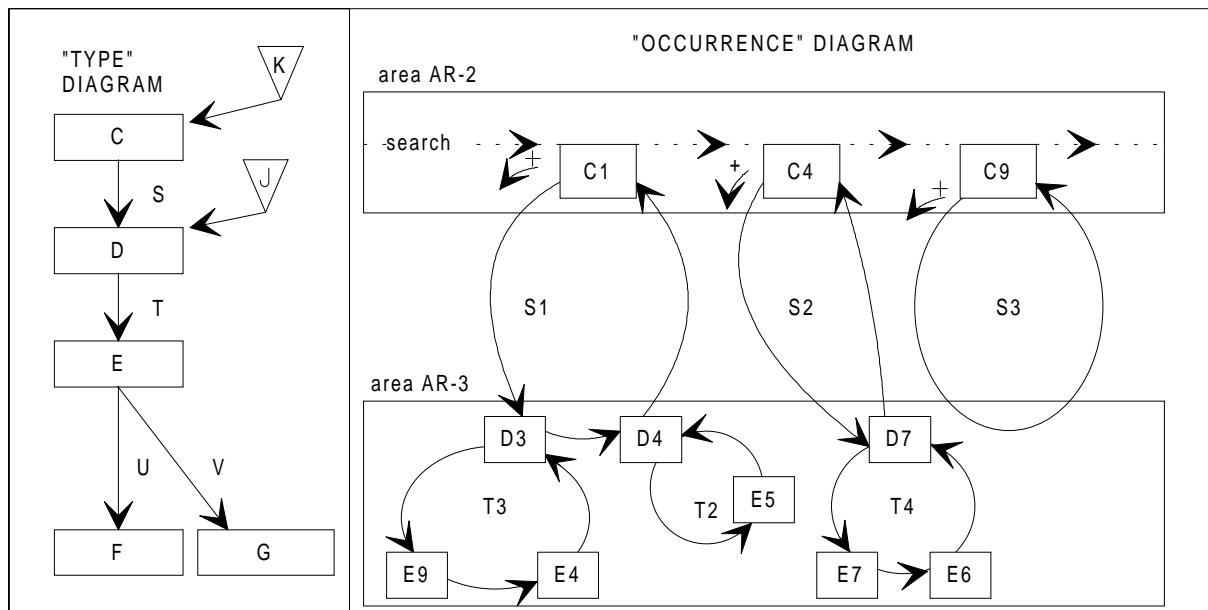 "TYPE"
DIAGRAM
K
C
S
J
D
T
E
U V
F G
"OCCURRENCE" DIAGRAM
area AR-2
search
+ + +
C1 C4 C9
S1 S2 S3
area AR-3
D3 D4 D7
T3 T2 E5 T4
E9 E4 E7 E6